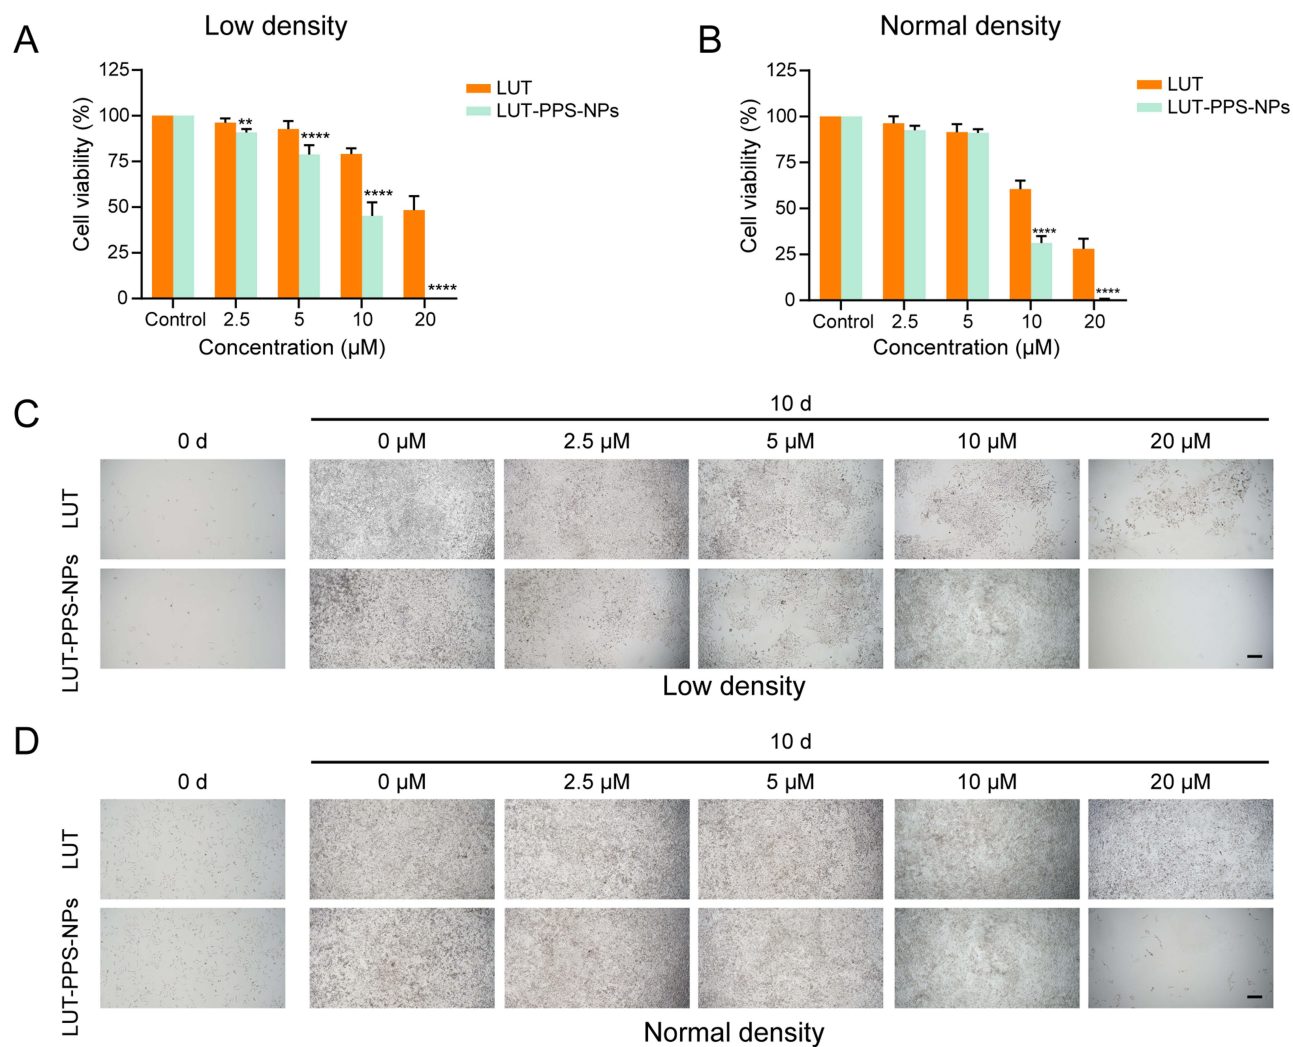 A
Low density
125
100
75
50
25
0
Cell viability (%)
LUT
LUT-PPS-NPs
**
****
****
****
Control
2.5
5
10
20
Concentration (µM)
B
Normal density
125
100
75
50
25
0
Cell viability (%)
LUT
LUT-PPS-NPs
****
****
Control
2.5
5
10
20
Concentration (µM)
C
10 d
0 d
0 µM
2.5 µM
5 µM
10 µM
20 µM
LUT
LUT-PPS-NPs
Low density
D
10 d
0 d
0 µM
2.5 µM
5 µM
10 µM
20 µM
LUT
LUT-PPS-NPs
Normal density